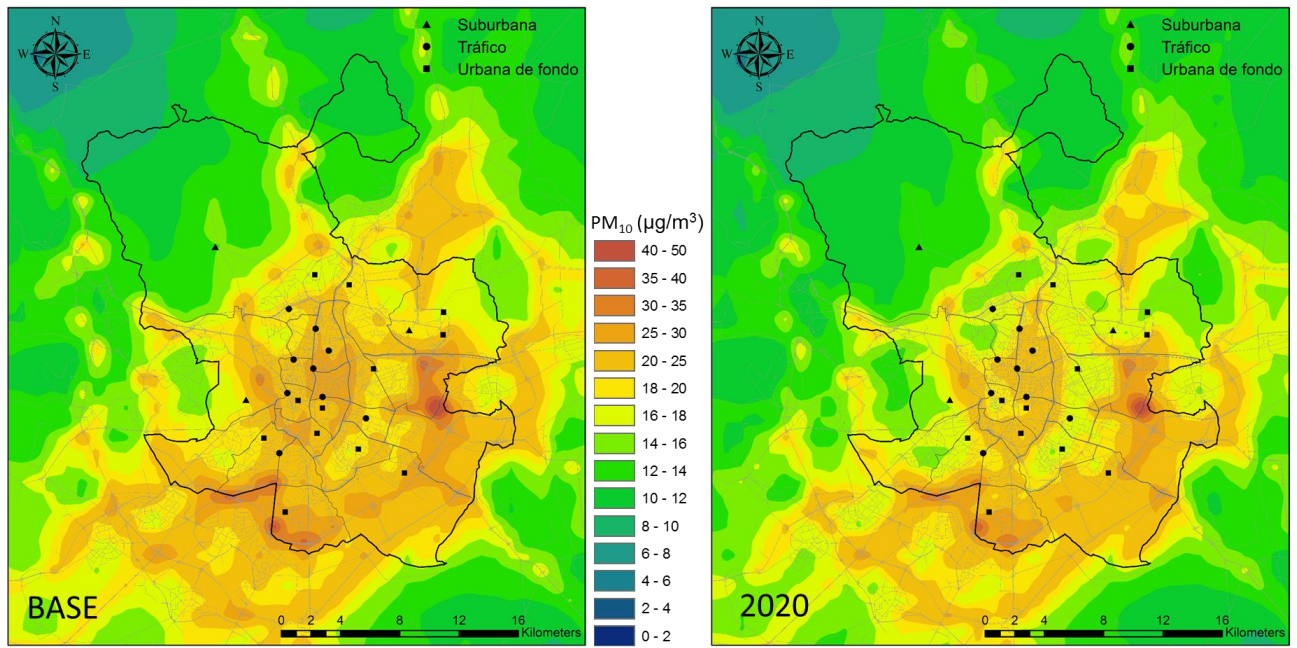 N
W E
S
Suburbana
Tráfico
Urbana de fondo
BASE
0 2 4 8 12 16
Kilometers
PM10 (µg/m3)
40 - 50
35 - 40
30 - 35
25 - 30
20 - 25
18 - 20
16 - 18
14 - 16
12 - 14
10 - 12
8 - 10
6 - 8
4 - 6
2 - 4
0 - 2
N
W E
S
Suburbana
Tráfico
Urbana de fondo
2020
0 2 4 8 12 16
Kilometers